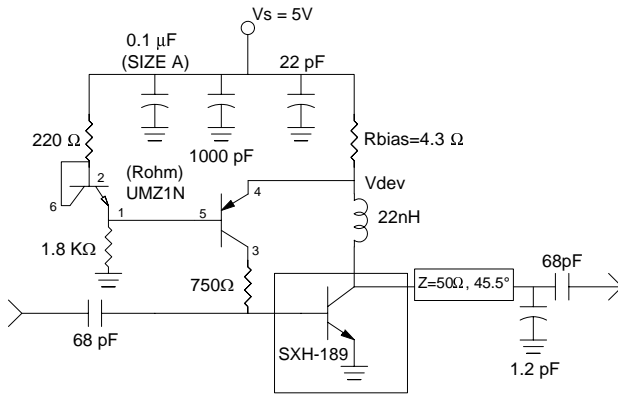 Vs = 5V
0.1 µF
(SIZE A)
22 pF
220 Ω
1000 pF
Rbias=4.3 Ω
(Rohm)
UMZ1N
2
6
1
5
4
3
Vdev
22nH
1.8 KΩ
750Ω
68 pF
SXH-189
Z=50Ω, 45.5°
68pF
1.2 pF